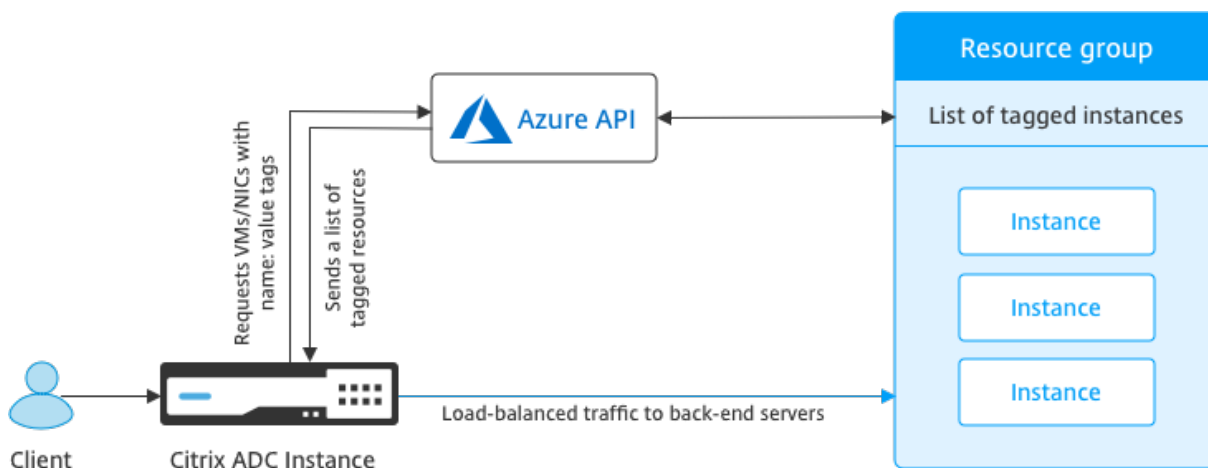 Resource group
List of tagged instances
Azure API
Requests VMs/NICs with
name: value tags
Sends a list of
tagged resources
Instance
Instance
Instance
Load-balanced traffic to back-end servers
Client
Citrix ADC Instance